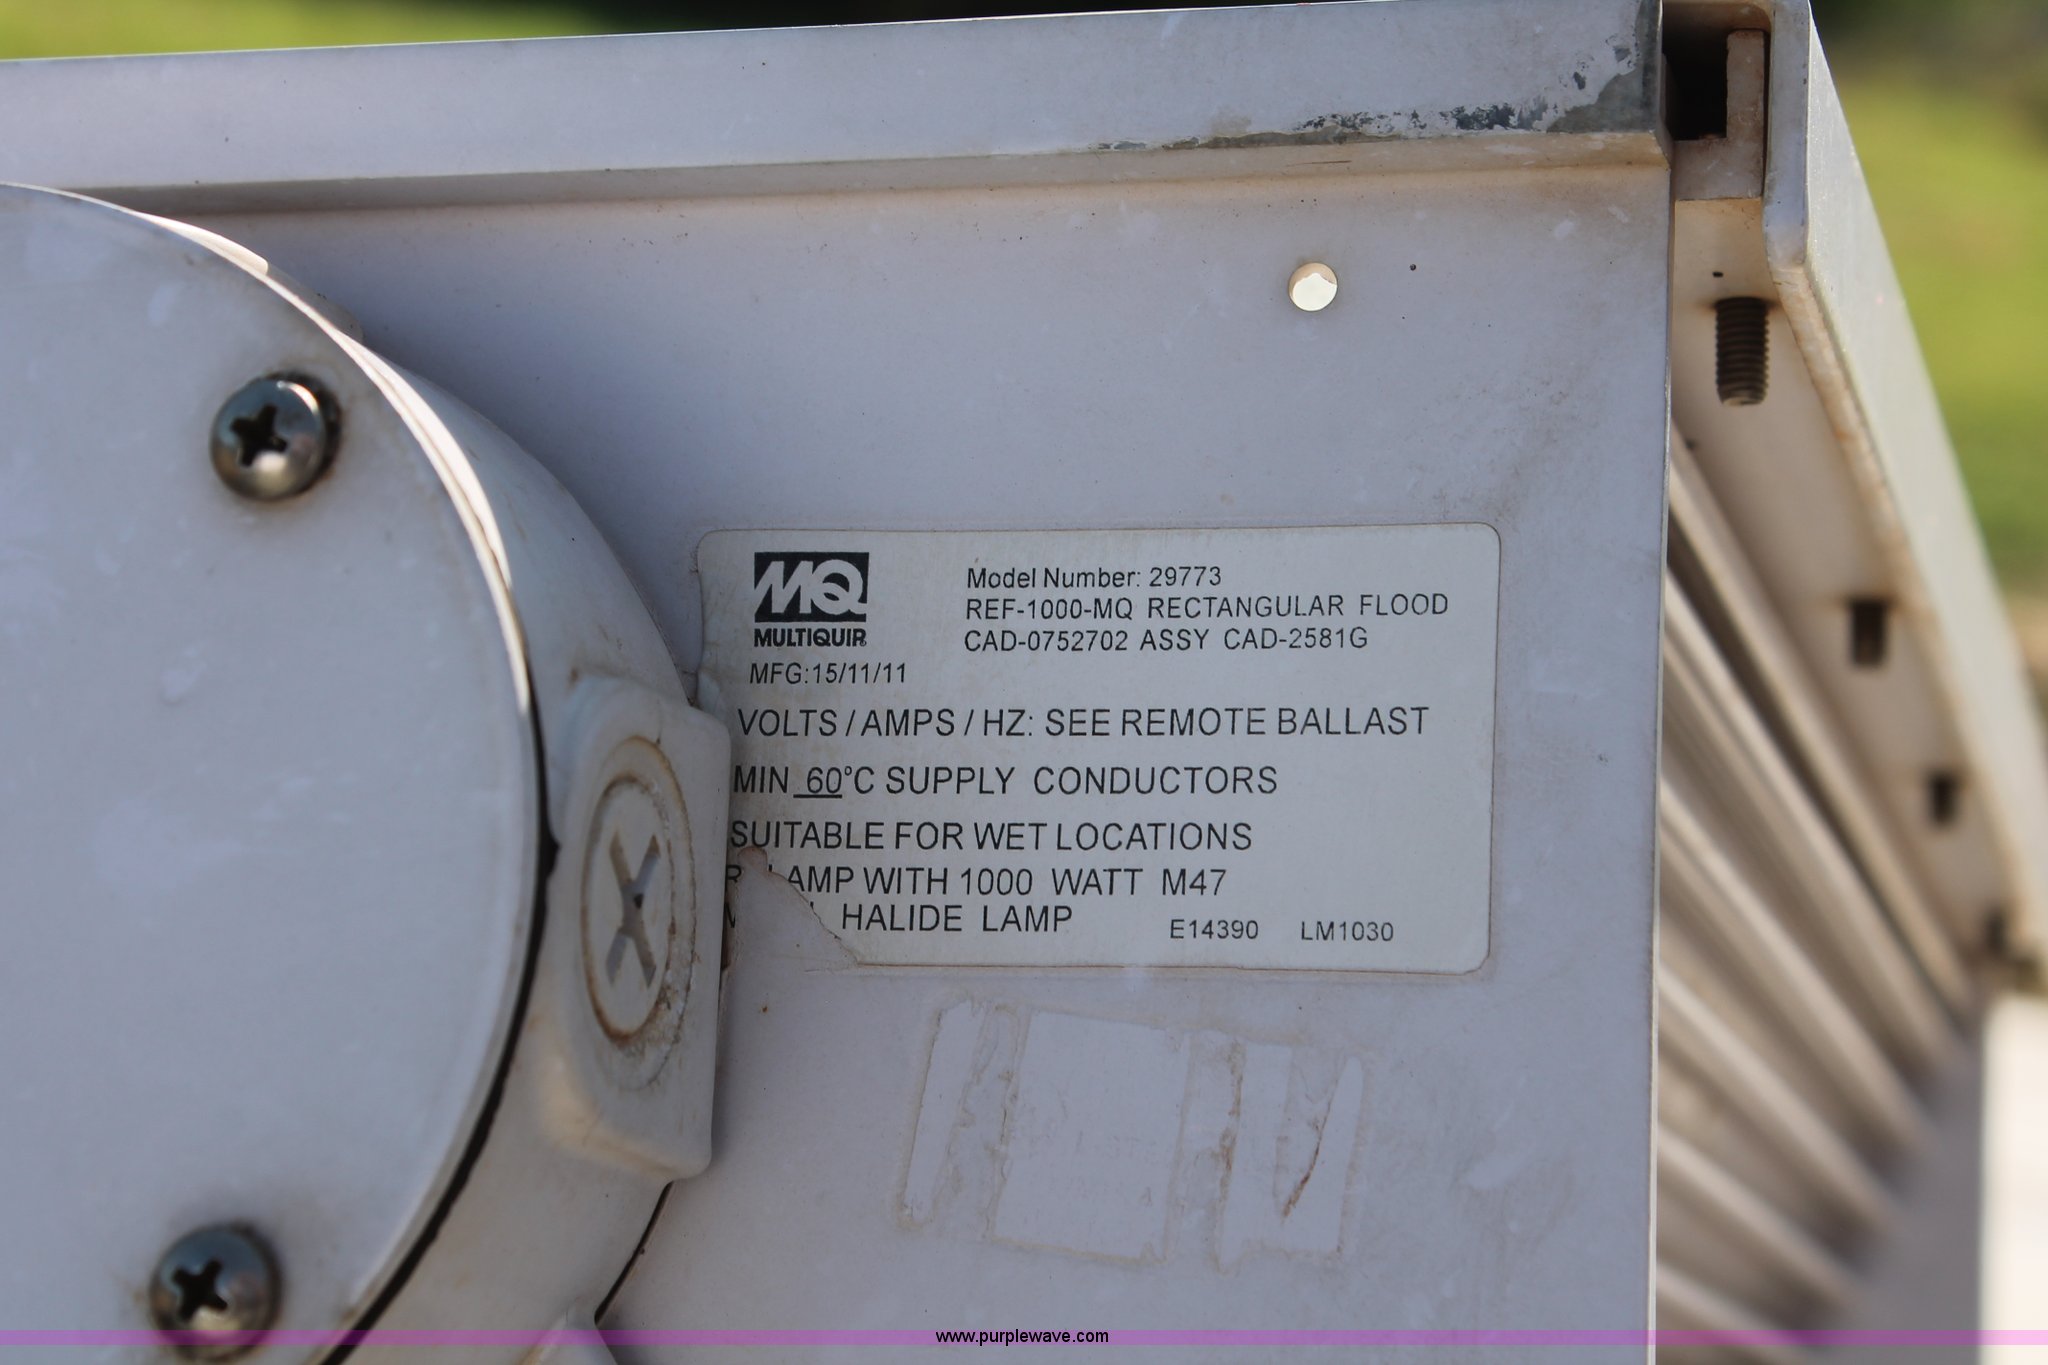 MQ
MULTIQUIP
MFG:15/11/11
Model Number: 29773
REF-1000-MQ RECTANGULAR FLOOD
CAD-0752702 ASSY CAD-2581G
VOLTS / AMPS / HZ: SEE REMOTE BALLAST
MIN 60°C SUPPLY CONDUCTORS
SUITABLE FOR WET LOCATIONS
WITH 1000 WATT M47
HALIDE LAMP
E14390 LM1030
www.purplewave.com